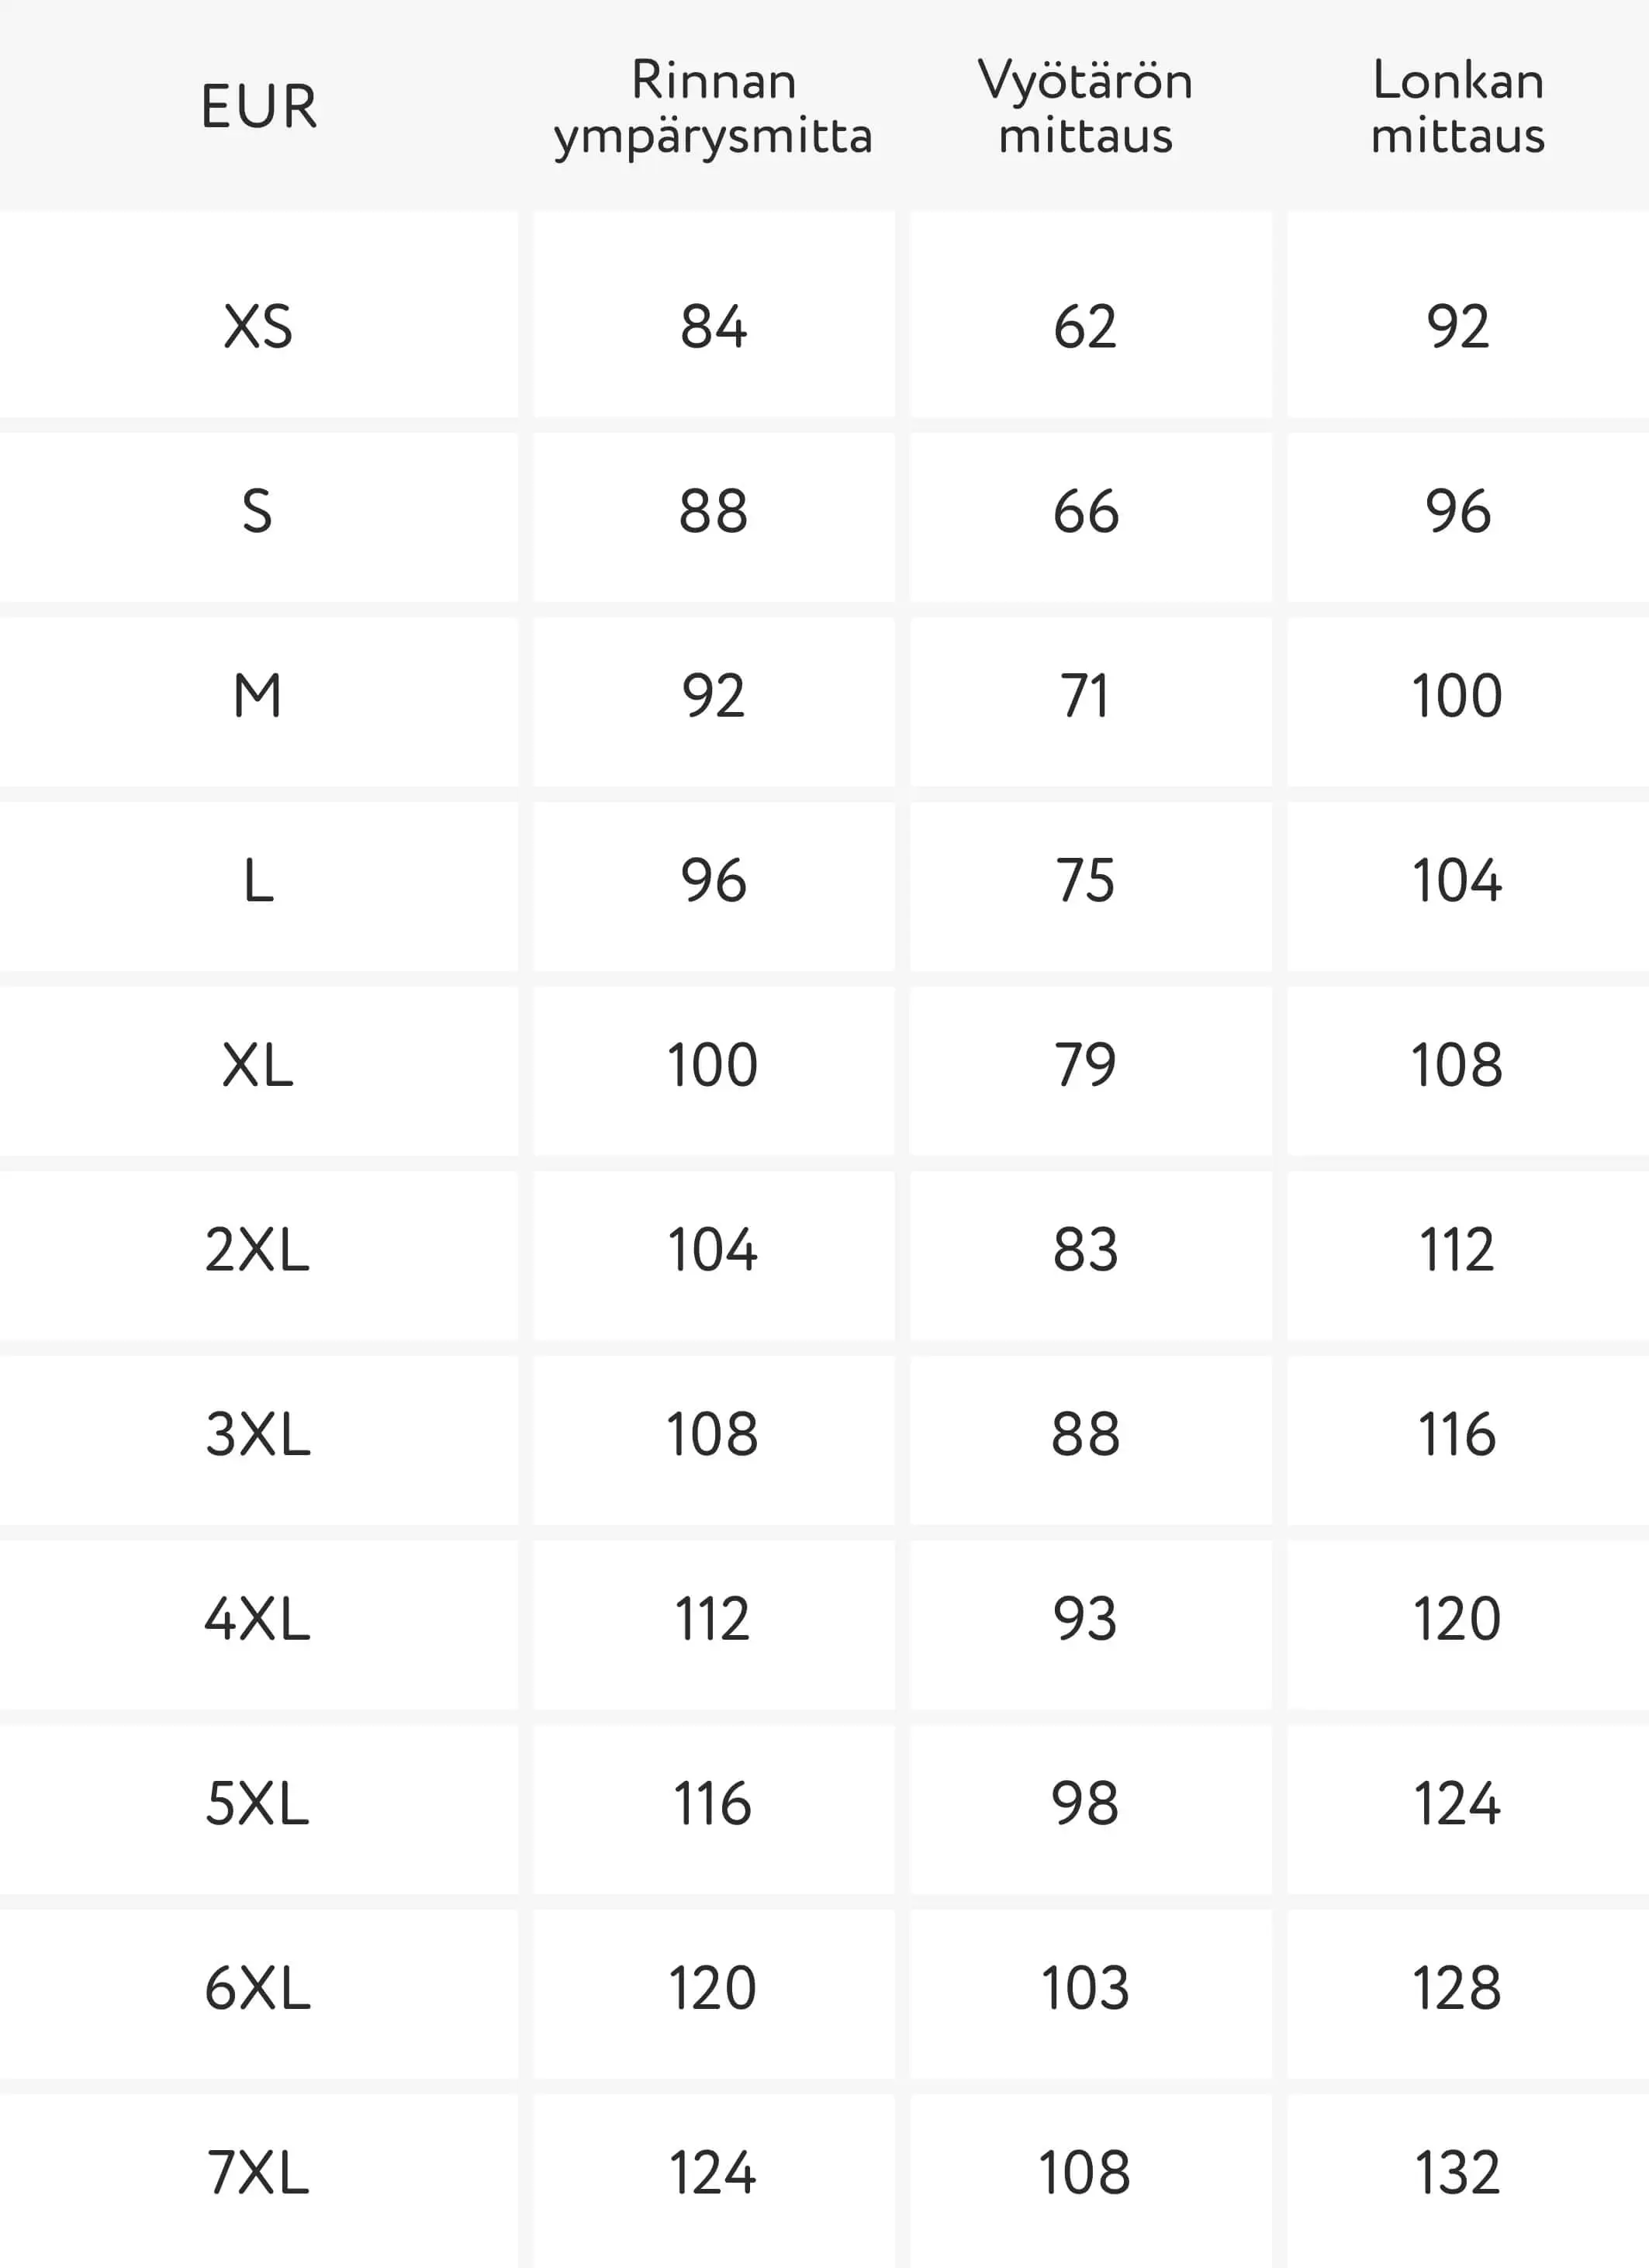 EUR Rinnan ympärysmitta Vyötärön mittaus Lonkan mittaus
XS 84 62 92
S 88 66 96
M 92 71 100
L 96 75 104
XL 100 79 108
2XL 104 83 112
3XL 108 88 116
4XL 112 93 120
5XL 116 98 124
6XL 120 103 128
7XL 124 108 132